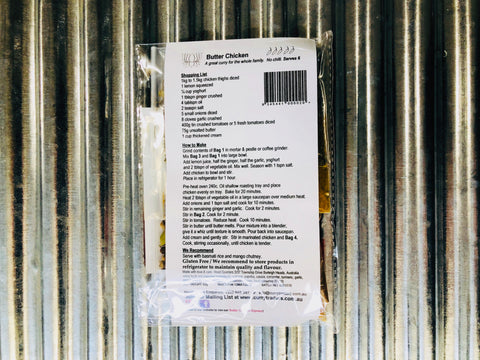 Butter Chicken
A great curry for the whole family. No chilli. Serves 6
Shopping List
1kg to 1.5kg chicken thighs diced
1 lemon squeezed
¾ cup yoghurt
1 tblspn ginger crushed
4 tablspn oil
2 teaspn salt
5 small onions diced
8 cloves garlic crushed
400g tin crushed tomatoes or 5 fresh tomatoes diced
75g unsalted butter
1 cup thickened cream
How to Make
Grind contents of Bag 1 in mortar & pestle or coffee grinder.
Mix Bag 3 and Bag 1 into large bowl.
Add lemon juice, half the ginger, half the garlic, yoghurt
and 2 tblspn of vegetable oil. Mix well. Season with 1 tspn salt.
Add chicken to bowl and stir.
Place in refrigerator for 1 hour.
Pre-heat oven 240c. Oil shallow roasting tray and place
chicken evenly on tray. Bake for 20 minutes.
Heat 2 tblspn of vegetable oil in a large saucepan over medium heat.
Add onions and 1 tspn salt and cook for 10 minutes.
Stir in remaining ginger and garlic. Cook for 2 minutes.
Stir in Bag 2. Cook for 2 minute.
Stir in tomatoes. Reduce heat. Cook 10 minutes.
Stir in butter until butter melts. Pour mixture into a blender,
give it a whiz until texture is smooth. Pour back into saucepan.
Add cream and gently stir. Stir in marinated chicken and Bag 4.
Cook, stirring occasionally, until chicken is tender.
We Recommend
Serve with basmati rice and mango chutney.
Gluten Free / We recommend to store products in
refrigerator to maintain quality and flavour.
Mailing List at www.